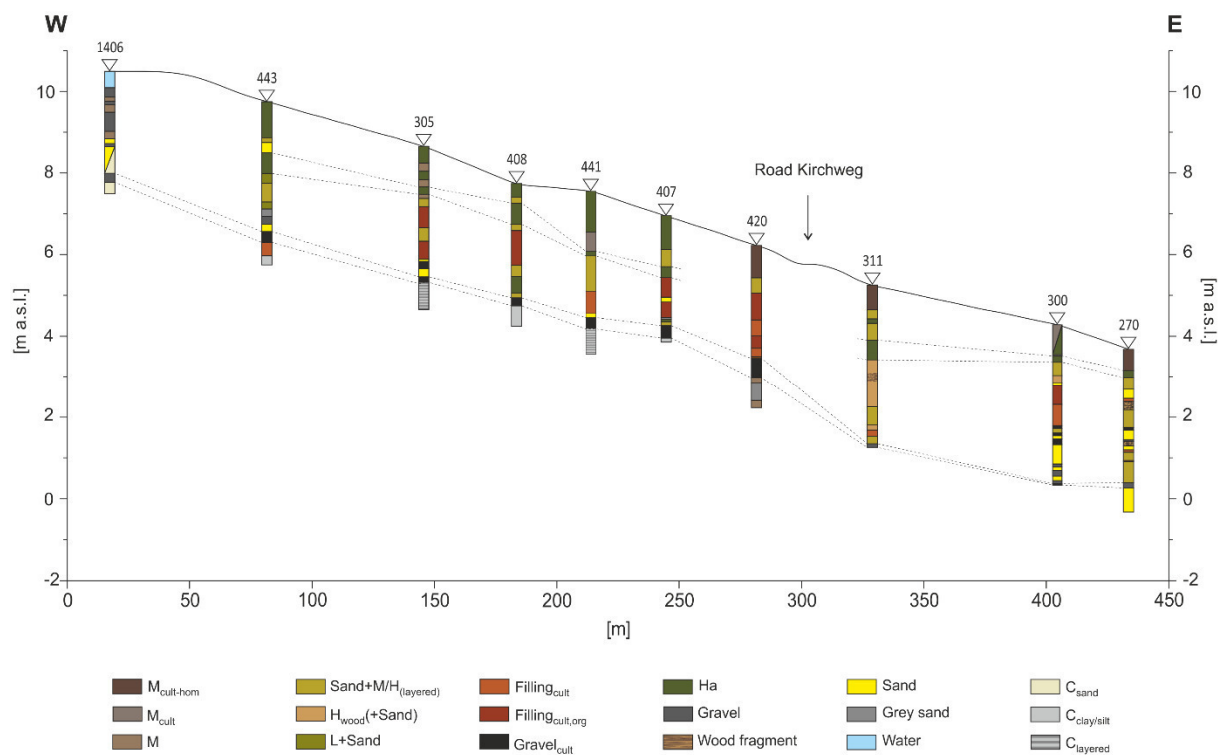 W
E
1406
443
305
408
441
407
420
311
300
270
Road Kirchweg
10
8
6
4
2
0
-2
[m a.s.l.]
10
8
6
4
2
0
-2
[m a.s.l.]
0 50 100 150 200 250 300 350 400 450
[m]
Mcult-hom
Mcult
M
Sand+M/H(layered)
Hwood(+Sand)
L+Sand
Fillingcult
Fillingcult,org
Gravelcult
Ha
Gravel
Wood fragment
Sand
Grey sand
Water
Csand
Cclay/silt
Clayered